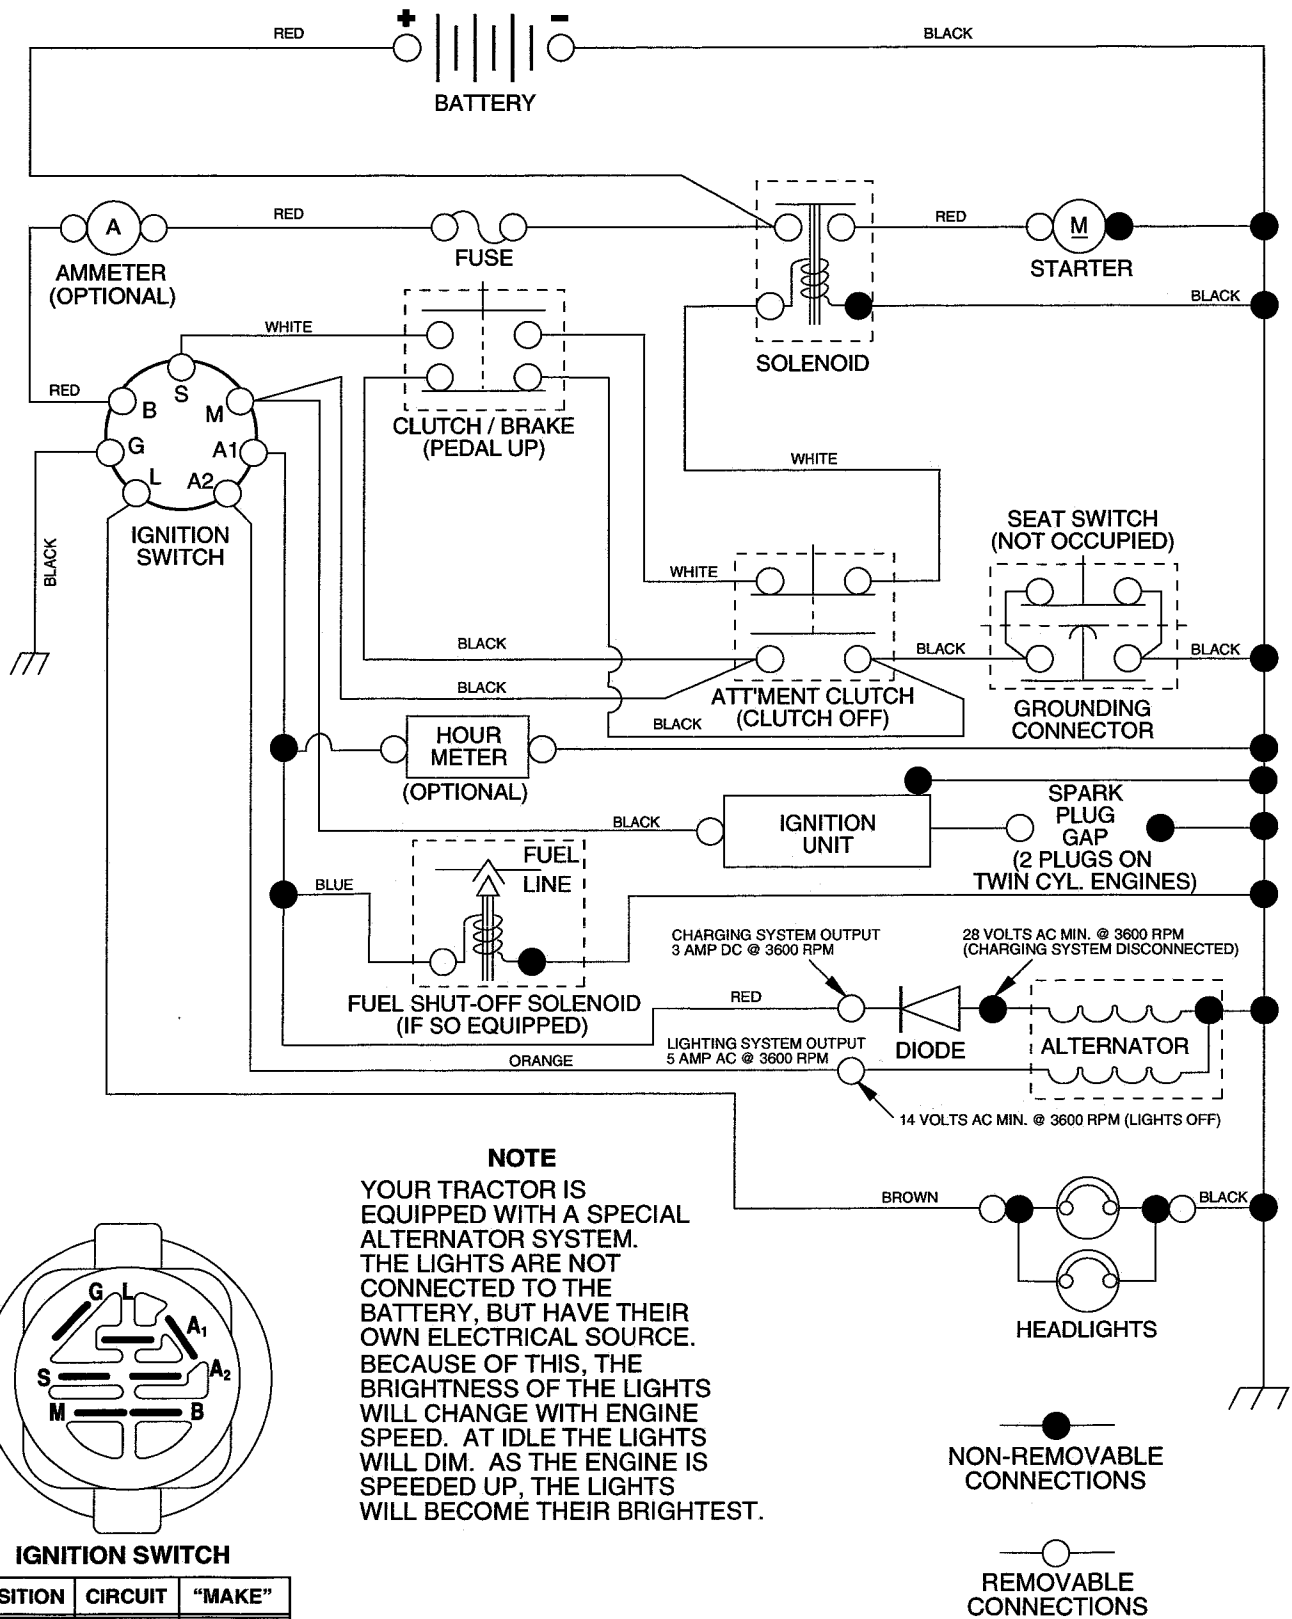 + -
RED
BLACK
BATTERY
A
RED
FUSE
RED
M
STARTER
AMMETER
(OPTIONAL)
BLACK
SOLENOID
WHITE
RED
S
B
M
G
A1
L
A2
IGNITION
SWITCH
CLUTCH / BRAKE
(PEDAL UP)
WHITE
BLACK
SEAT SWITCH
(NOT OCCUPIED)
WHITE
BLACK
BLACK
BLACK
BLACK
ATT'MENT CLUTCH
(CLUTCH OFF)
BLACK
GROUNDING
CONNECTOR
HOUR
METER
(OPTIONAL)
BLACK
IGNITION
UNIT
SPARK
PLUG
GAP
(2 PLUGS ON
TWIN CYL. ENGINES)
FUEL
LINE
BLUE
FUEL SHUT-OFF SOLENOID
(IF SO EQUIPPED)
CHARGING SYSTEM OUTPUT
3 AMP DC @ 3600 RPM
28 VOLTS AC MIN. @ 3600 RPM
(CHARGING SYSTEM DISCONNECTED)
RED
DIODE
ALTERNATOR
LIGHTING SYSTEM OUTPUT
5 AMP AC @ 3600 RPM
ORANGE
14 VOLTS AC MIN. @ 3600 RPM (LIGHTS OFF)
BROWN
BLACK
HEADLIGHTS
NOTE
YOUR TRACTOR IS
EQUIPPED WITH A SPECIAL
ALTERNATOR SYSTEM.
THE LIGHTS ARE NOT
CONNECTED TO THE
BATTERY, BUT HAVE THEIR
OWN ELECTRICAL SOURCE.
BECAUSE OF THIS, THE
BRIGHTNESS OF THE LIGHTS
WILL CHANGE WITH ENGINE
SPEED. AT IDLE THE LIGHTS
WILL DIM. AS THE ENGINE IS
SPEEDED UP, THE LIGHTS
WILL BECOME THEIR BRIGHTEST.
G L
A1
S
A2
M
B
IGNITION SWITCH
SITION CIRCUIT "MAKE"
NON-REMOVABLE
CONNECTIONS
REMOVABLE
CONNECTIONS